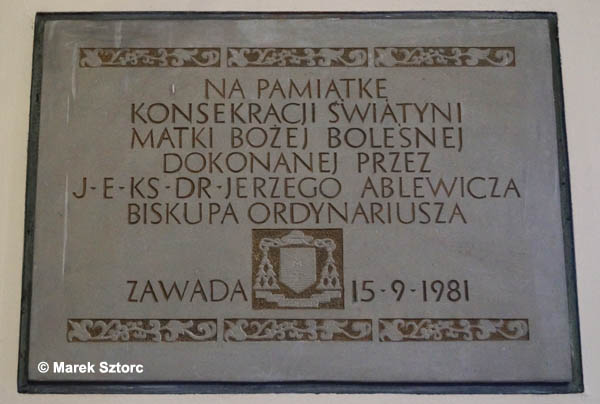 NA PAMIĄTKĘ
KONSEKRACJI ŚWIĄTYNI
MATKI BOŻEJ BOLESNEJ
DOKONANEJ PRZEZ
J-E-KS-DR-JERZEGO ABLEWICZA
BISKUPA ORDYNARIUSZA
ZAWADA 15-9-1981
© Marek Sztorc